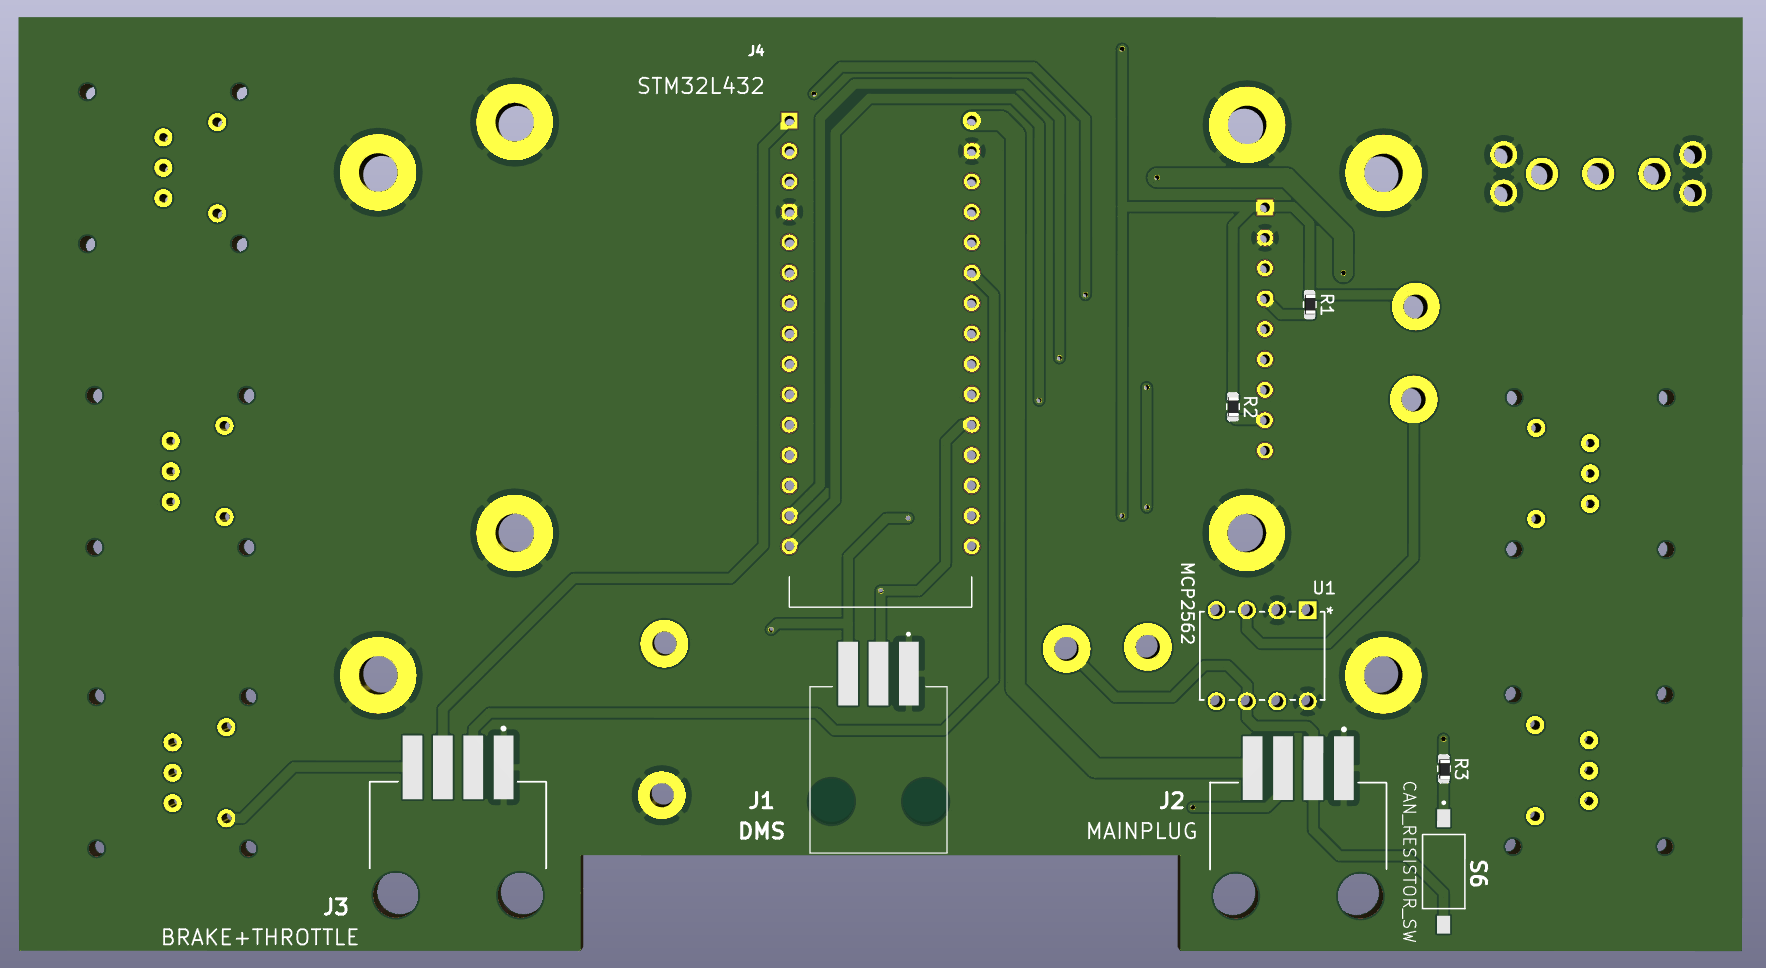 J4
STM32L432
R1
R2
MCP2562
U1
*
R3
J1
DMS
J2
MAINPLUG
CAN_RESISTOR_SW
S6
J3
BRAKE+THROTTLE